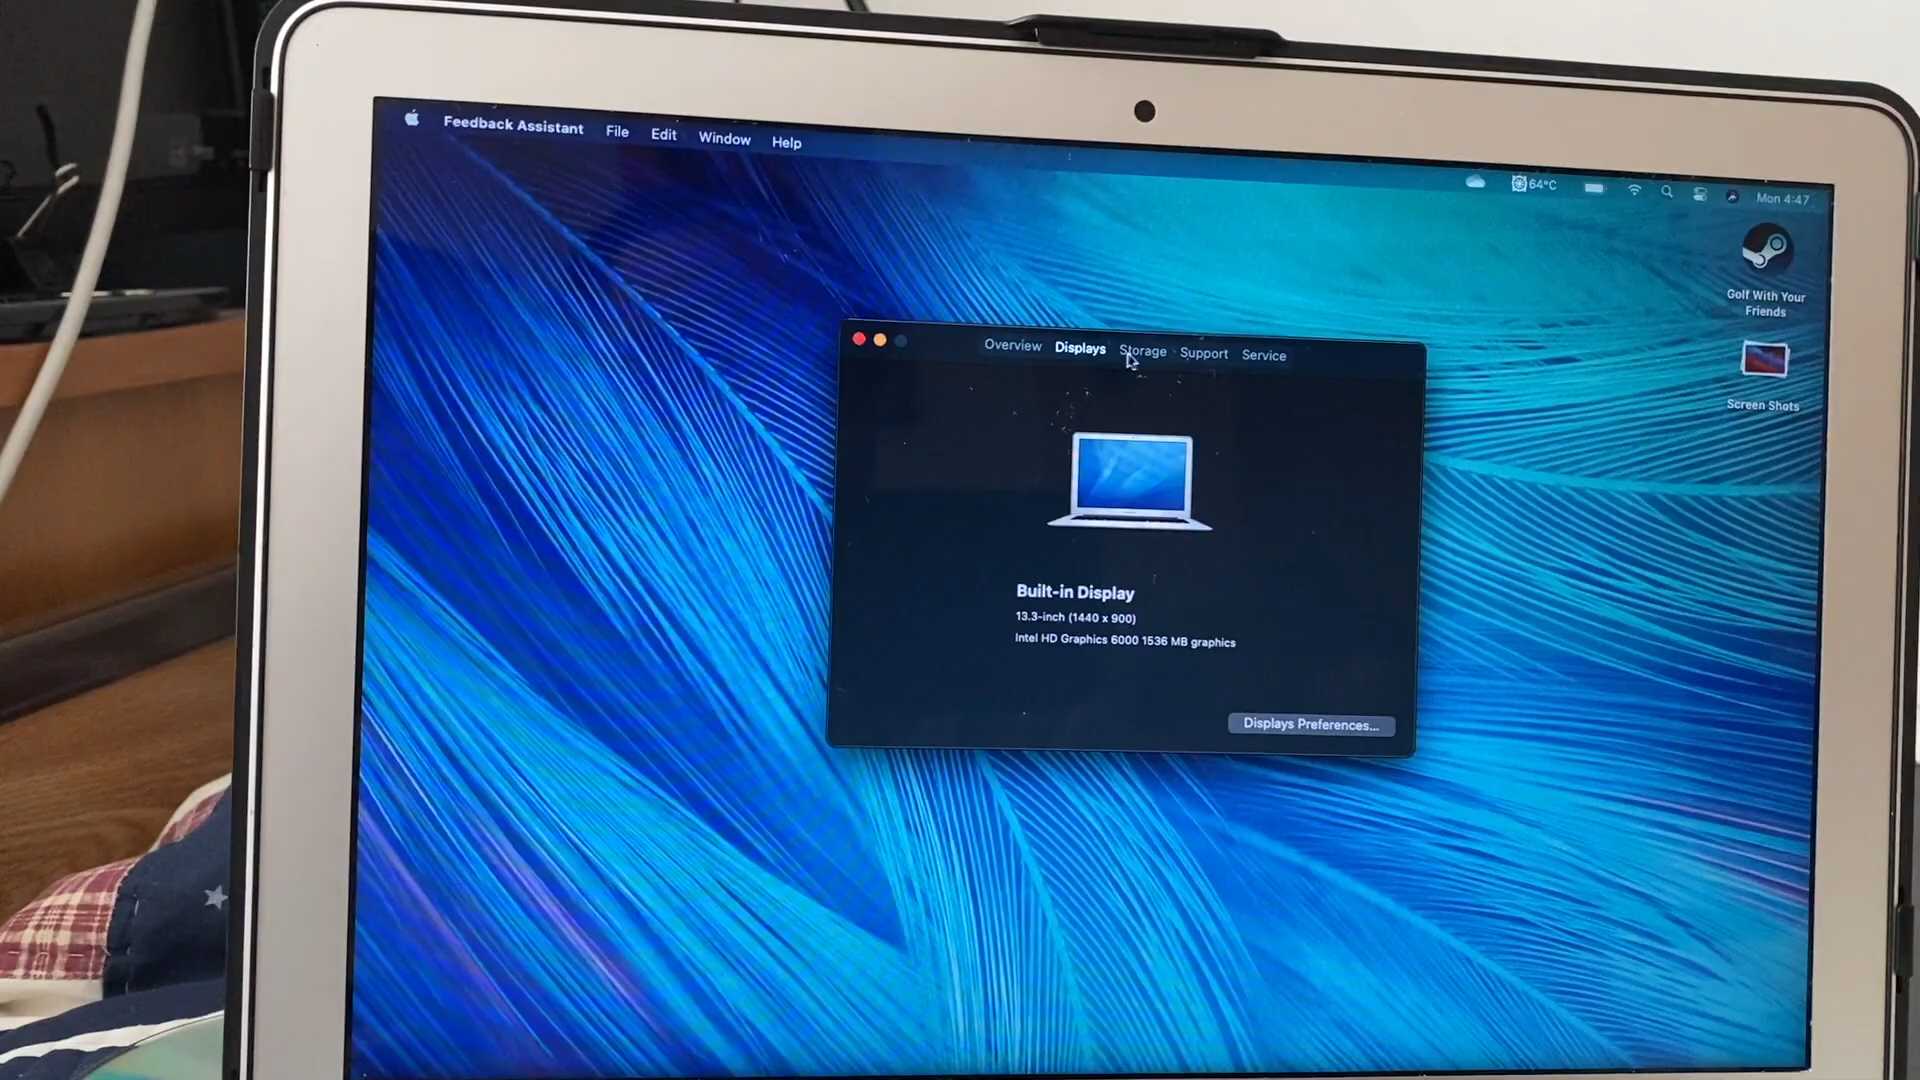 Feedback Assistant File Edit Window Help
64°C Mon 4:47
Golf With Your
Friends
Screen Shots
Overview Displays Storage Support Service
Built-in Display
13.3-inch (1440 x 900)
Intel HD Graphics 6000 1536 MB graphics
Displays Preferences...